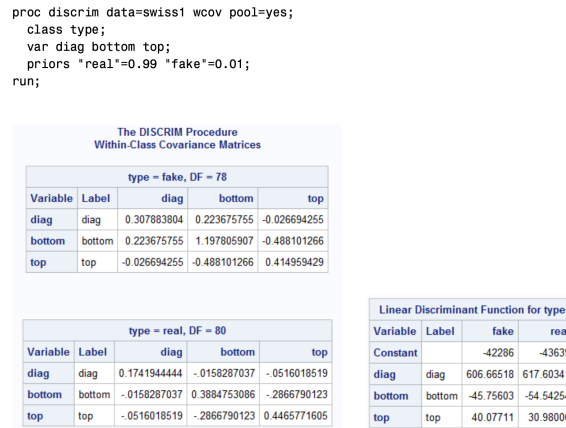 proc discrim data=swiss1 wcov pool=yes;
class type;
var diag bottom top;
priors "real"=0.99 "fake"=0.01;
run;
The DISCRIM Procedure
Within-Class Covariance Matrices
type = fake, DF = 78
Variable Label diag bottom top
diag diag 0.307883804 0.223675755 -0.026694255
bottom bottom 0.223675755 1.197805907 -0.488101266
top top -0.026694255 -0.488101266 0.414959429
type = real, DF = 80
Variable Label diag bottom top
diag diag 0.1741944444 -.0158287037 -.0516018519
bottom bottom -.0158287037 0.3884753086 -.2866790123
top top -.0516018519 -.2866790123 0.4465771605
Linear Discriminant Function for type
Variable Label fake
Constant -42286
diag diag 606.66518
bottom bottom -45.75603
top top 40.07711